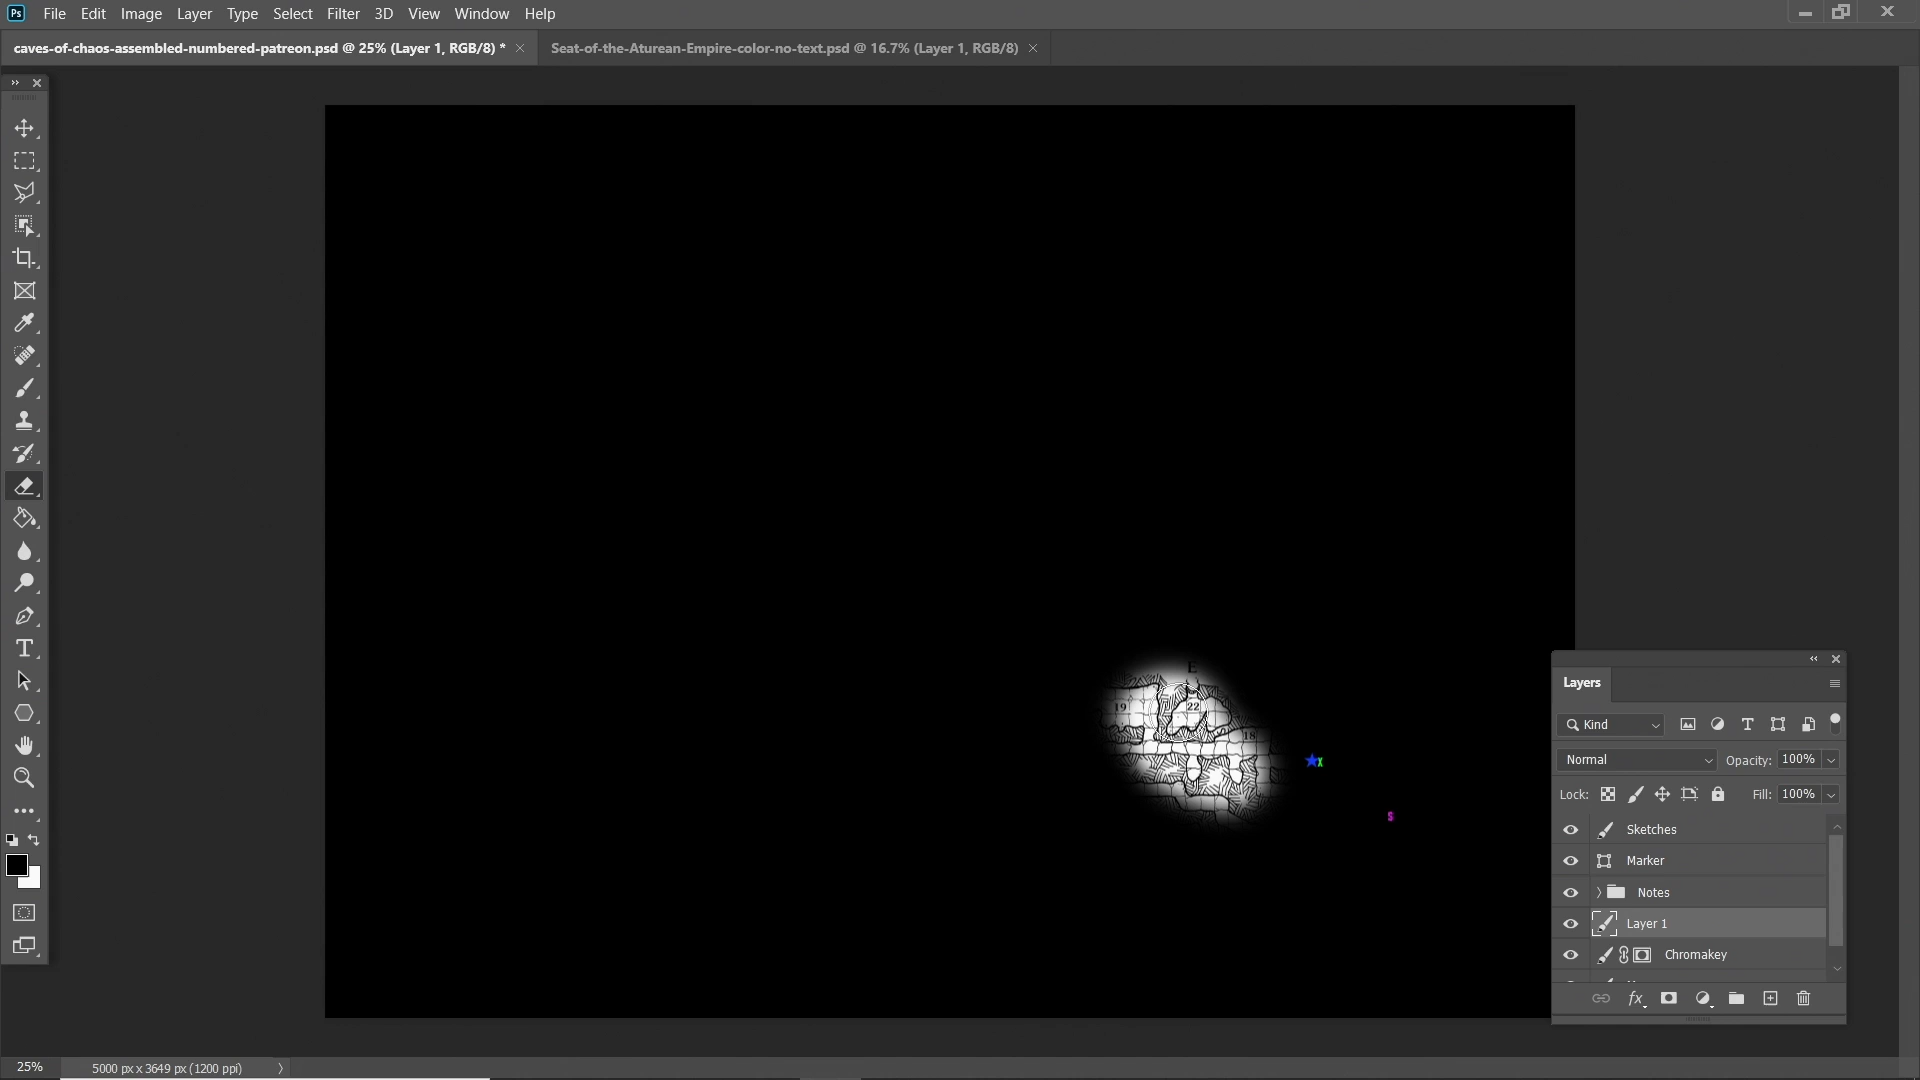 Ps File Edit Image Layer Type Select Filter 3D View Window Help
caves-of-chaos-assembled-numbered-patreon.psd @ 25% (Layer 1, RGB/8) *
Seat-of-the-Aturean-Empire-color-no-text.psd @ 16.7% (Layer 1, RGB/8)
E
19
22
18
X
S
Layers
Kind
Normal
Opacity: 100%
Lock:
Fill: 100%
Sketches
Marker
Notes
Layer 1
Chromakey
fx
25%
5000 px x 3649 px (1200 ppi)